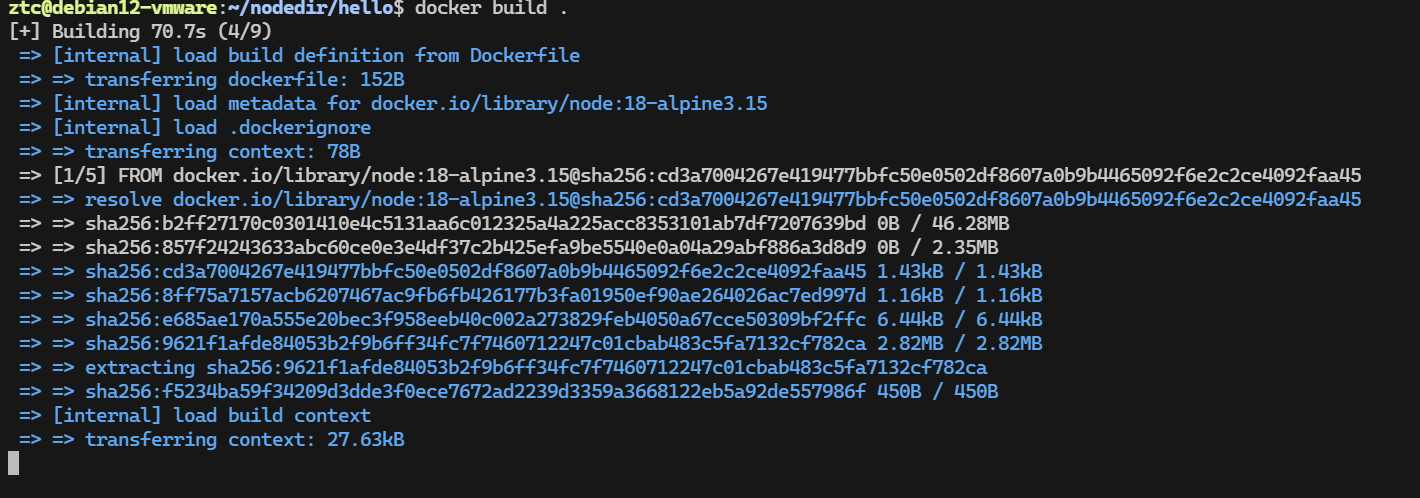 ztc@debian12-vmware:~/nodedir/hello$ docker build .
[+] Building 70.7s (4/9)
=> [internal] load build definition from Dockerfile
=> => transferring dockerfile: 152B
=> [internal] load metadata for docker.io/library/node:18-alpine3.15
=> [internal] load .dockerignore
=> => transferring context: 78B
=> [1/5] FROM docker.io/library/node:18-alpine3.15@sha256:cd3a7004267e419477bbfc50e0502df8607a0b9b4465092f6e2c2ce4092faa45
=> => resolve docker.io/library/node:18-alpine3.15@sha256:cd3a7004267e419477bbfc50e0502df8607a0b9b4465092f6e2c2ce4092faa45
=> => sha256:b2ff27170c0301410e4c5131aa6c012325a4a225acc8353101ab7df7207639bd 0B / 46.28MB
=> => sha256:857f24243633abc60ce0e3e4df37c2b425efa9be5540e0a04a29abf886a3d8d9 0B / 2.35MB
=> => sha256:cd3a7004267e419477bbfc50e0502df8607a0b9b4465092f6e2c2ce4092faa45 1.43kB / 1.43kB
=> => sha256:8ff75a7157acb6207467ac9fb6fb426177b3fa01950ef90ae264026ac7ed997d 1.16kB / 1.16kB
=> => sha256:e685ae170a555e20bec3f958eeb40c002a273829feb4050a67cce50309bf2ffc 6.44kB / 6.44kB
=> => sha256:9621f1afde84053b2f9b6ff34fc7f7460712247c01cbab483c5fa7132cf782ca 2.82MB / 2.82MB
=> => extracting sha256:9621f1afde84053b2f9b6ff34fc7f7460712247c01cbab483c5fa7132cf782ca
=> => sha256:f5234ba59f34209d3dde3f0ece7672ad2239d3359a3668122eb5a92de557986f 450B / 450B
=> [internal] load build context
=> => transferring context: 27.63kB